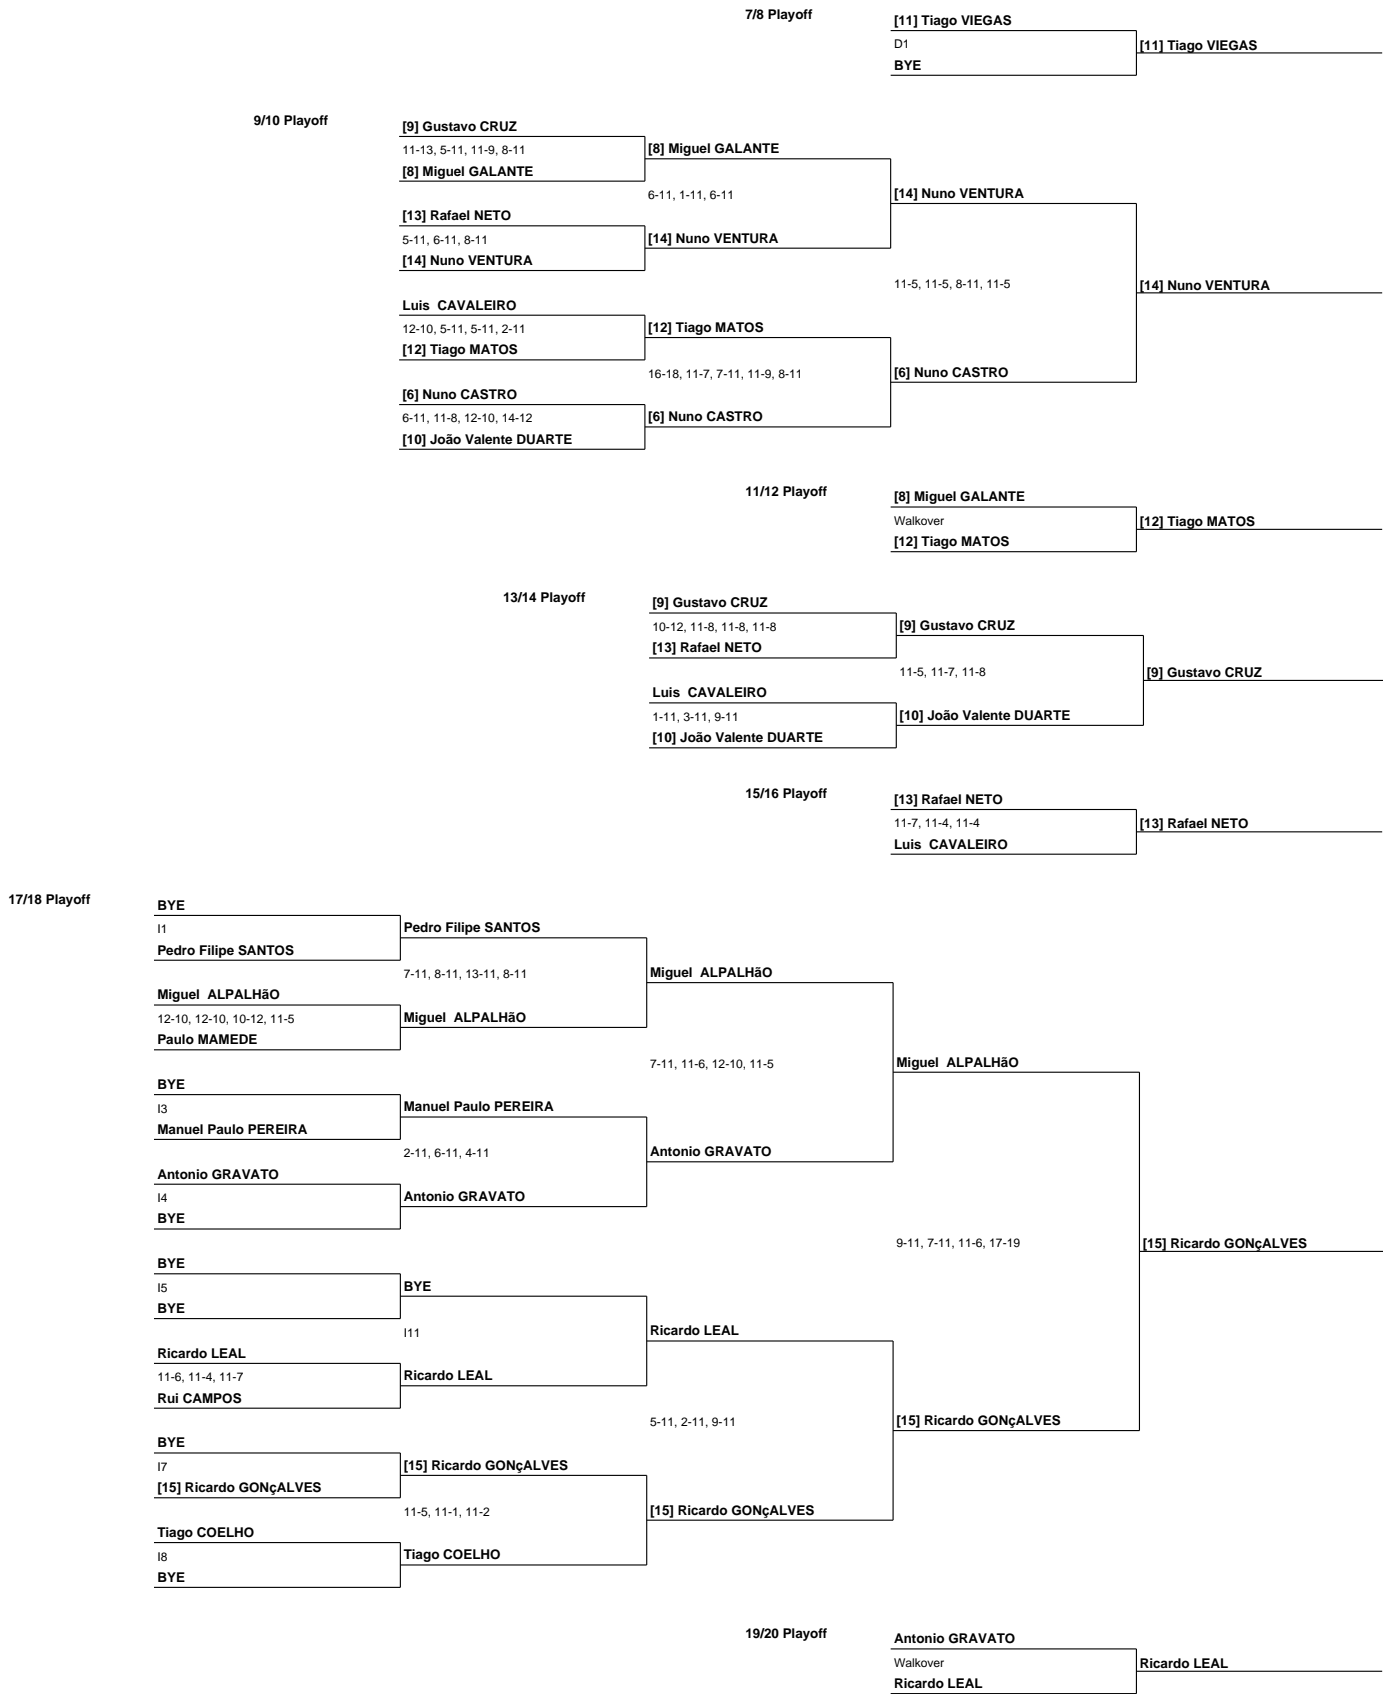 7/8 Playoff
[11] Tiago VIEGAS
D1
[11] Tiago VIEGAS
BYE
9/10 Playoff
[9] Gustavo CRUZ
11-13, 5-11, 11-9, 8-11
[8] Miguel GALANTE
[8] Miguel GALANTE
6-11, 1-11, 6-11
[14] Nuno VENTURA
[13] Rafael NETO
5-11, 6-11, 8-11
[14] Nuno VENTURA
[14] Nuno VENTURA
11-5, 11-5, 8-11, 11-5
[14] Nuno VENTURA
Luis  CAVALEIRO
12-10, 5-11, 5-11, 2-11
[12] Tiago MATOS
[12] Tiago MATOS
16-18, 11-7, 7-11, 11-9, 8-11
[6] Nuno CASTRO
[6] Nuno CASTRO
6-11, 11-8, 12-10, 14-12
[6] Nuno CASTRO
[10] João Valente DUARTE
11/12 Playoff
[8] Miguel GALANTE
Walkover
[12] Tiago MATOS
[12] Tiago MATOS
13/14 Playoff
[9] Gustavo CRUZ
10-12, 11-8, 11-8, 11-8
[9] Gustavo CRUZ
[13] Rafael NETO
11-5, 11-7, 11-8
[9] Gustavo CRUZ
Luis  CAVALEIRO
1-11, 3-11, 9-11
[10] João Valente DUARTE
[10] João Valente DUARTE
15/16 Playoff
[13] Rafael NETO
11-7, 11-4, 11-4
[13] Rafael NETO
Luis  CAVALEIRO
17/18 Playoff
BYE
I1
Pedro Filipe SANTOS
Pedro Filipe SANTOS
7-11, 8-11, 13-11, 8-11
Miguel  ALPALHãO
Miguel  ALPALHãO
12-10, 12-10, 10-12, 11-5
Miguel  ALPALHãO
Paulo MAMEDE
7-11, 11-6, 12-10, 11-5
Miguel  ALPALHãO
BYE
I3
Manuel Paulo PEREIRA
Manuel Paulo PEREIRA
2-11, 6-11, 4-11
Antonio GRAVATO
Antonio GRAVATO
I4
Antonio GRAVATO
BYE
9-11, 7-11, 11-6, 17-19
[15] Ricardo GONçALVES
BYE
I5
BYE
BYE
I11
Ricardo LEAL
Ricardo LEAL
11-6, 11-4, 11-7
Ricardo LEAL
Rui CAMPOS
5-11, 2-11, 9-11
[15] Ricardo GONçALVES
BYE
I7
[15] Ricardo GONçALVES
[15] Ricardo GONçALVES
11-5, 11-1, 11-2
[15] Ricardo GONçALVES
Tiago COELHO
I8
Tiago COELHO
BYE
19/20 Playoff
Antonio GRAVATO
Walkover
Ricardo LEAL
Ricardo LEAL